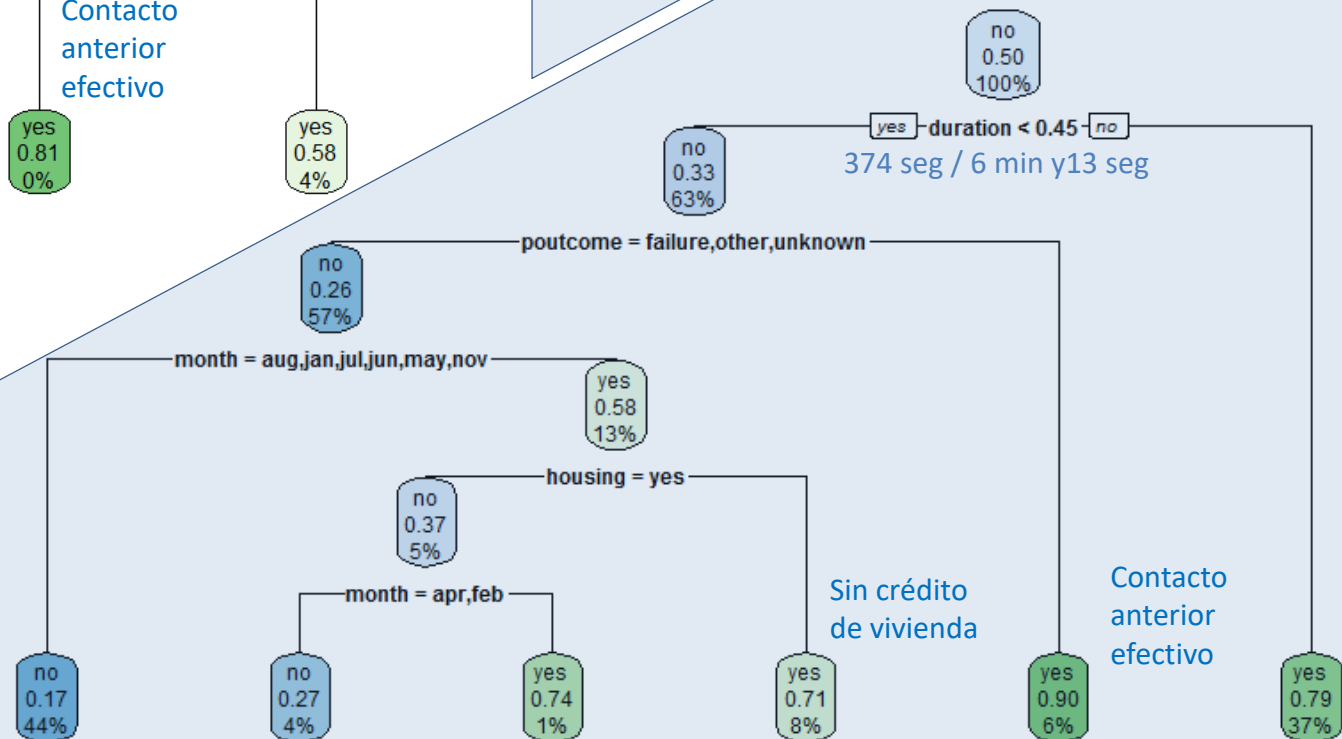 Contacto
anterior
efectivo
yes
0.81
0%
yes
0.58
4%
no
0.50
100%
yes duration < 0.45 no
374 seg / 6 min y13 seg
no
0.33
63%
poutcome = failure,other,unknown
no
0.26
57%
month = aug,jan,jul,jun,may,nov
yes
0.58
13%
housing = yes
no
0.37
5%
month = apr,feb
Sin crédito
de vivienda
Contacto
anterior
efectivo
no
0.17
44%
no
0.27
4%
yes
0.74
1%
yes
0.71
8%
yes
0.90
6%
yes
0.79
37%